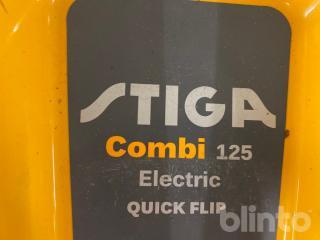 STIGA
Combi 125
Electric
QUICK FLIP
blinto